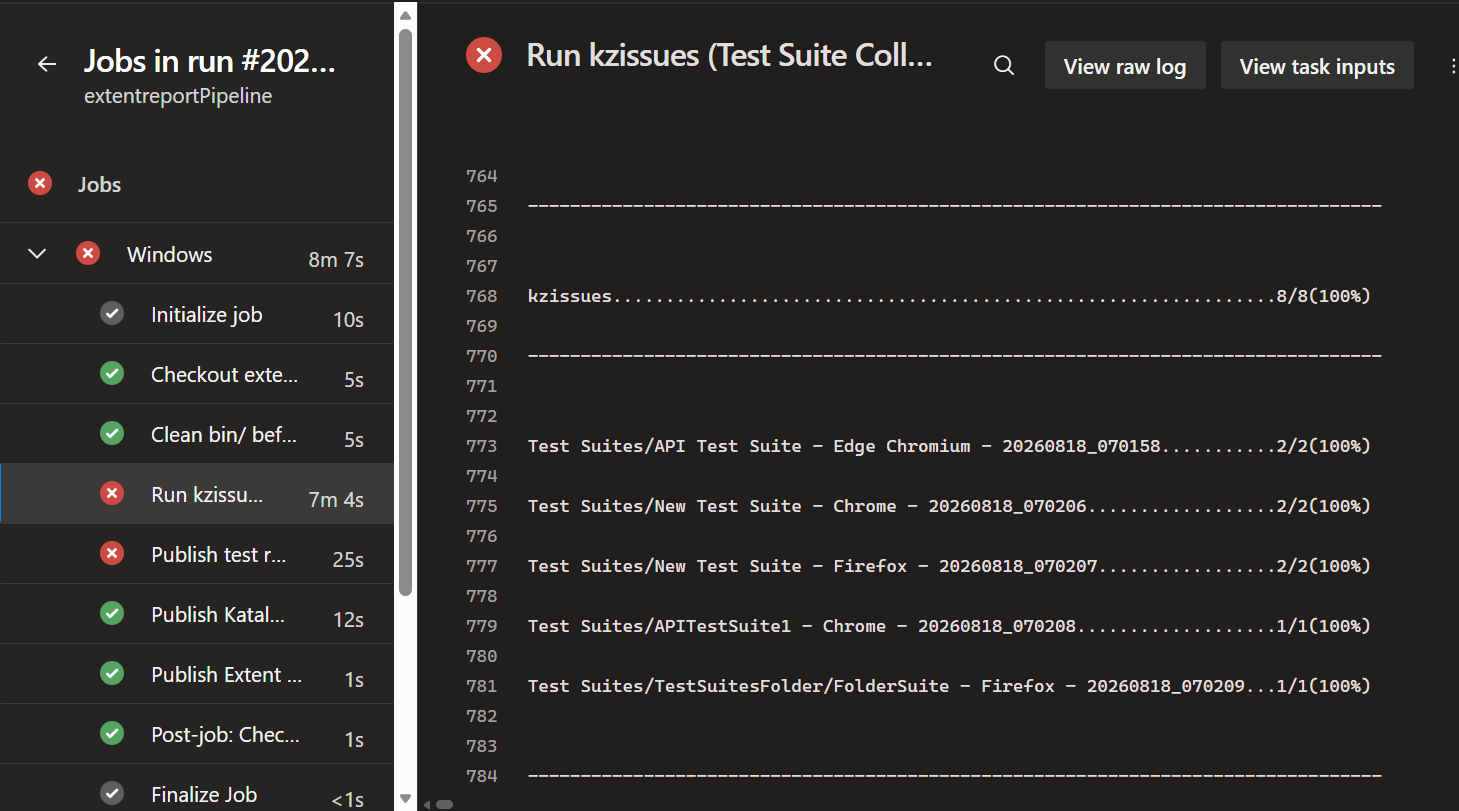 Jobs in run #202...
extentreportPipeline
Jobs
Windows 8m 7s
Initialize job 10s
Checkout exte... 5s
Clean bin/ bef... 5s
Run kzissu... 7m 4s
Publish test r... 25s
Publish Katal... 12s
Publish Extent ... 1s
Post-job: Chec... 1s
Finalize Job <1s
Run kzissues (Test Suite Coll...
View raw log
View task inputs
764
765 --------------------------------------------------------------------------------
766
767
768 kzissues...............................................................8/8(100%)
769
770 --------------------------------------------------------------------------------
771
772
773 Test Suites/API Test Suite - Edge Chromium - 20260818_070158...........2/2(100%)
774
775 Test Suites/New Test Suite - Chrome - 20260818_070206..................2/2(100%)
776
777 Test Suites/New Test Suite - Firefox - 20260818_070207.................2/2(100%)
778
779 Test Suites/APITestSuite1 - Chrome - 20260818_070208...................1/1(100%)
780
781 Test Suites/TestSuitesFolder/FolderSuite - Firefox - 20260818_070209...1/1(100%)
782
783
784 --------------------------------------------------------------------------------